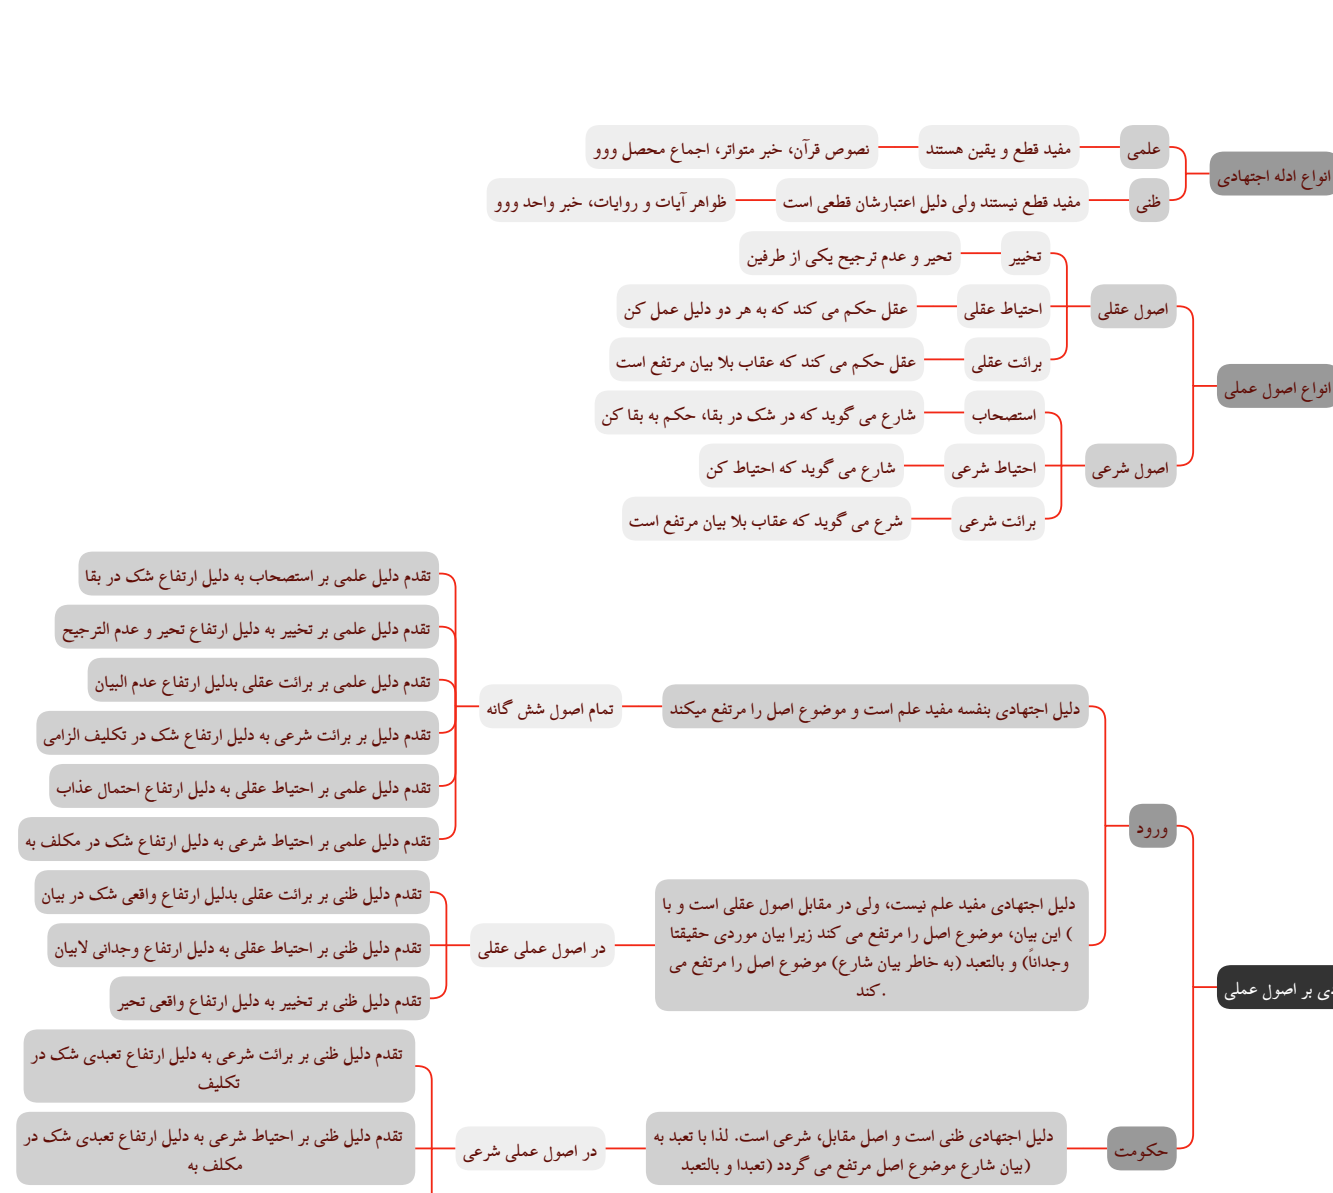 انواع ادله اجتهادی
علمی
مفید قطع و یقین هستند
نصوص قرآن، خبر متواتر، اجماع محصل ووو
ظنی
مفید قطع نیستند ولی دلیل اعتبارشان قطعی است
ظواهر آیات و روایات، خبر واحد ووو
انواع اصول عملی
اصول عقلی
تخییر
تحیر و عدم ترجیح یکی از طرفین
احتیاط عقلی
عقل حکم می کند که به هر دو دلیل عمل کن
برائت عقلی
عقل حکم می کند که عقاب بلا بیان مرتفع است
اصول شرعی
استصحاب
شارع می گوید که در شک در بقا، حکم به بقا کن
احتیاط شرعی
شارع می گوید که احتیاط کن
برائت شرعی
شرع می گوید که عقاب بلا بیان مرتفع است
دی بر اصول عملی
ورود
دلیل اجتهادی بنفسه مفید علم است و موضوع اصل را مرتفع میکند
تمام اصول شش گانه
تقدم دلیل علمی بر استصحاب به دلیل ارتفاع شک در بقا
تقدم دلیل علمی بر تخییر به دلیل ارتفاع تحیر و عدم الترجیح
تقدم دلیل علمی بر برائت عقلی بدلیل ارتفاع عدم البیان
تقدم دلیل بر برائت شرعی به دلیل ارتفاع شک در تکلیف الزامی
تقدم دلیل علمی بر احتیاط عقلی به دلیل ارتفاع احتمال عذاب
تقدم دلیل علمی بر احتیاط شرعی به دلیل ارتفاع شک در مکلف به
دلیل اجتهادی مفید علم نیست، ولی در مقابل اصول عقلی است و با
( این بیان، موضوع اصل را مرتفع می کند زیرا بیان موردی حقیقتا
وجداناً) و بالتعبد (به خاطر بیان شارع) موضوع اصل را مرتفع می
.کند
در اصول عملی عقلی
تقدم دلیل ظنی بر برائت عقلی بدلیل ارتفاع واقعی شک در بیان
تقدم دلیل ظنی بر احتیاط عقلی به دلیل ارتفاع وجدانی لابیان
تقدم دلیل ظنی بر تخییر به دلیل ارتفاع واقعی تحیر
حکومت
دلیل اجتهادی ظنی است و اصل مقابل، شرعی است. لذا با تعبد به
(بیان شارع موضوع اصل مرتفع می گردد (تعبدا و بالتعبد
در اصول عملی شرعی
تقدم دلیل ظنی بر برائت شرعی به دلیل ارتفاع تعبدی شک در
تکلیف
تقدم دلیل ظنی بر احتیاط شرعی به دلیل ارتفاع تعبدی شک در
مکلف به